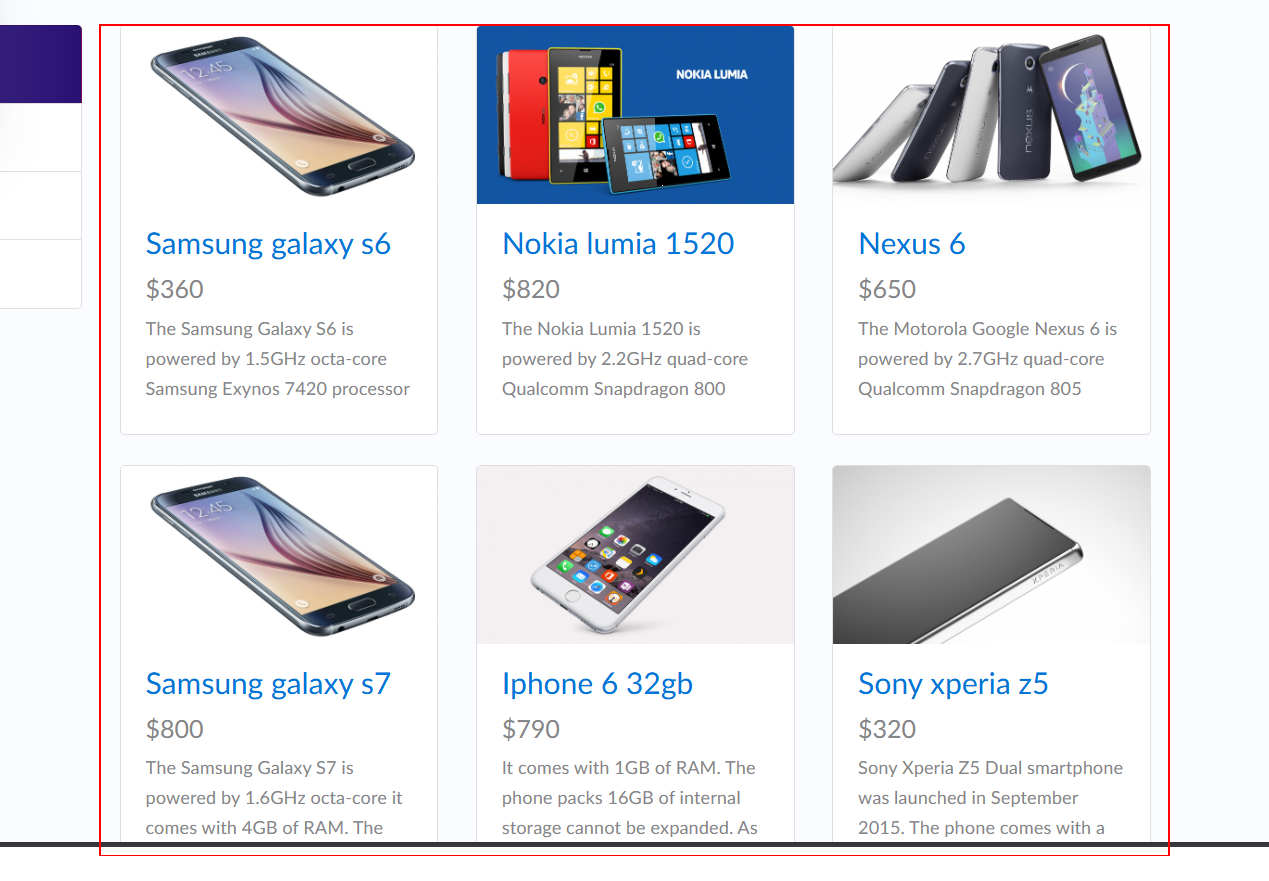 12:45
NOKIA LUMIA
nexus
Samsung galaxy s6
$360
The Samsung Galaxy S6 is
powered by 1.5GHz octa-core
Samsung Exynos 7420 processor
Nokia lumia 1520
$820
The Nokia Lumia 1520 is
powered by 2.2GHz quad-core
Qualcomm Snapdragon 800
Nexus 6
$650
The Motorola Google Nexus 6 is
powered by 2.7GHz quad-core
Qualcomm Snapdragon 805
12:45
XPERIA
Samsung galaxy s7
$800
The Samsung Galaxy S7 is
powered by 1.6GHz octa-core it
comes with 4GB of RAM. The
Iphone 6 32gb
$790
It comes with 1GB of RAM. The
phone packs 16GB of internal
storage cannot be expanded. As
Sony xperia z5
$320
Sony Xperia Z5 Dual smartphone
was launched in September
2015. The phone comes with a